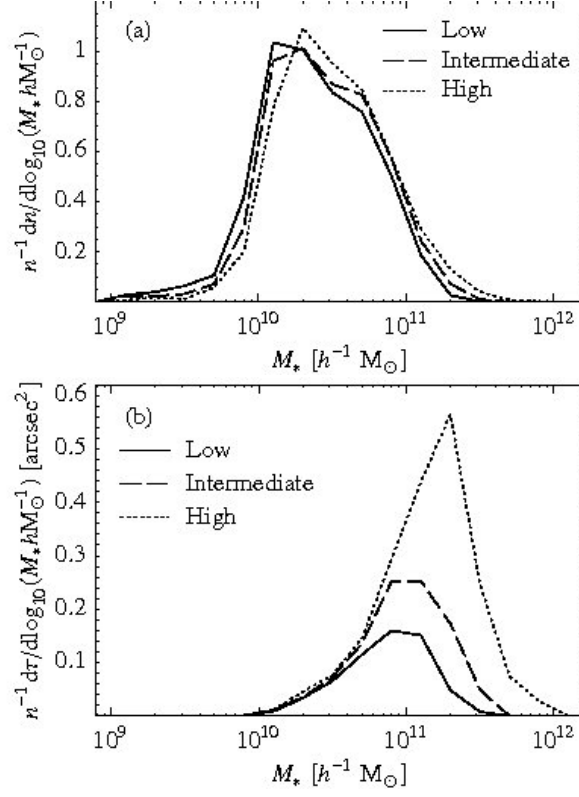 (a)
Low
Intermediate
High
1
0.8
0.6
0.4
0.2
n⁻¹ dn/dlog₁₀(M* hM⊙⁻¹)
10⁹ 10¹⁰ 10¹¹ 10¹²
M* [h⁻¹ M⊙]
(b)
Low
Intermediate
High
0.6
0.5
0.4
0.3
0.2
0.1
n⁻¹ dτ/dlog₁₀(M* hM⊙⁻¹) [arcsec²]
10⁹ 10¹⁰ 10¹¹ 10¹²
M* [h⁻¹ M⊙]